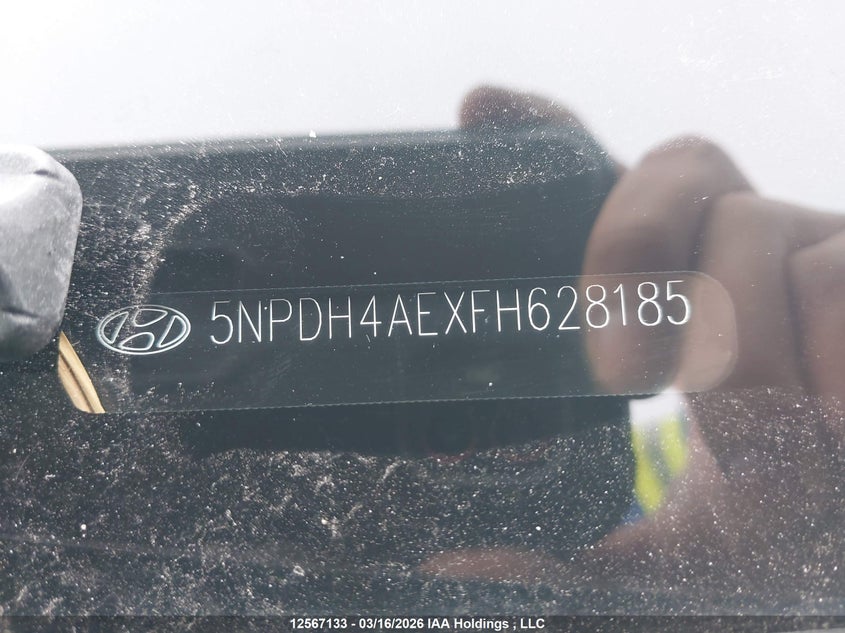 5NPDH4AEXFH628185
12567133 - 03/16/2026 IAA Holdings , LLC